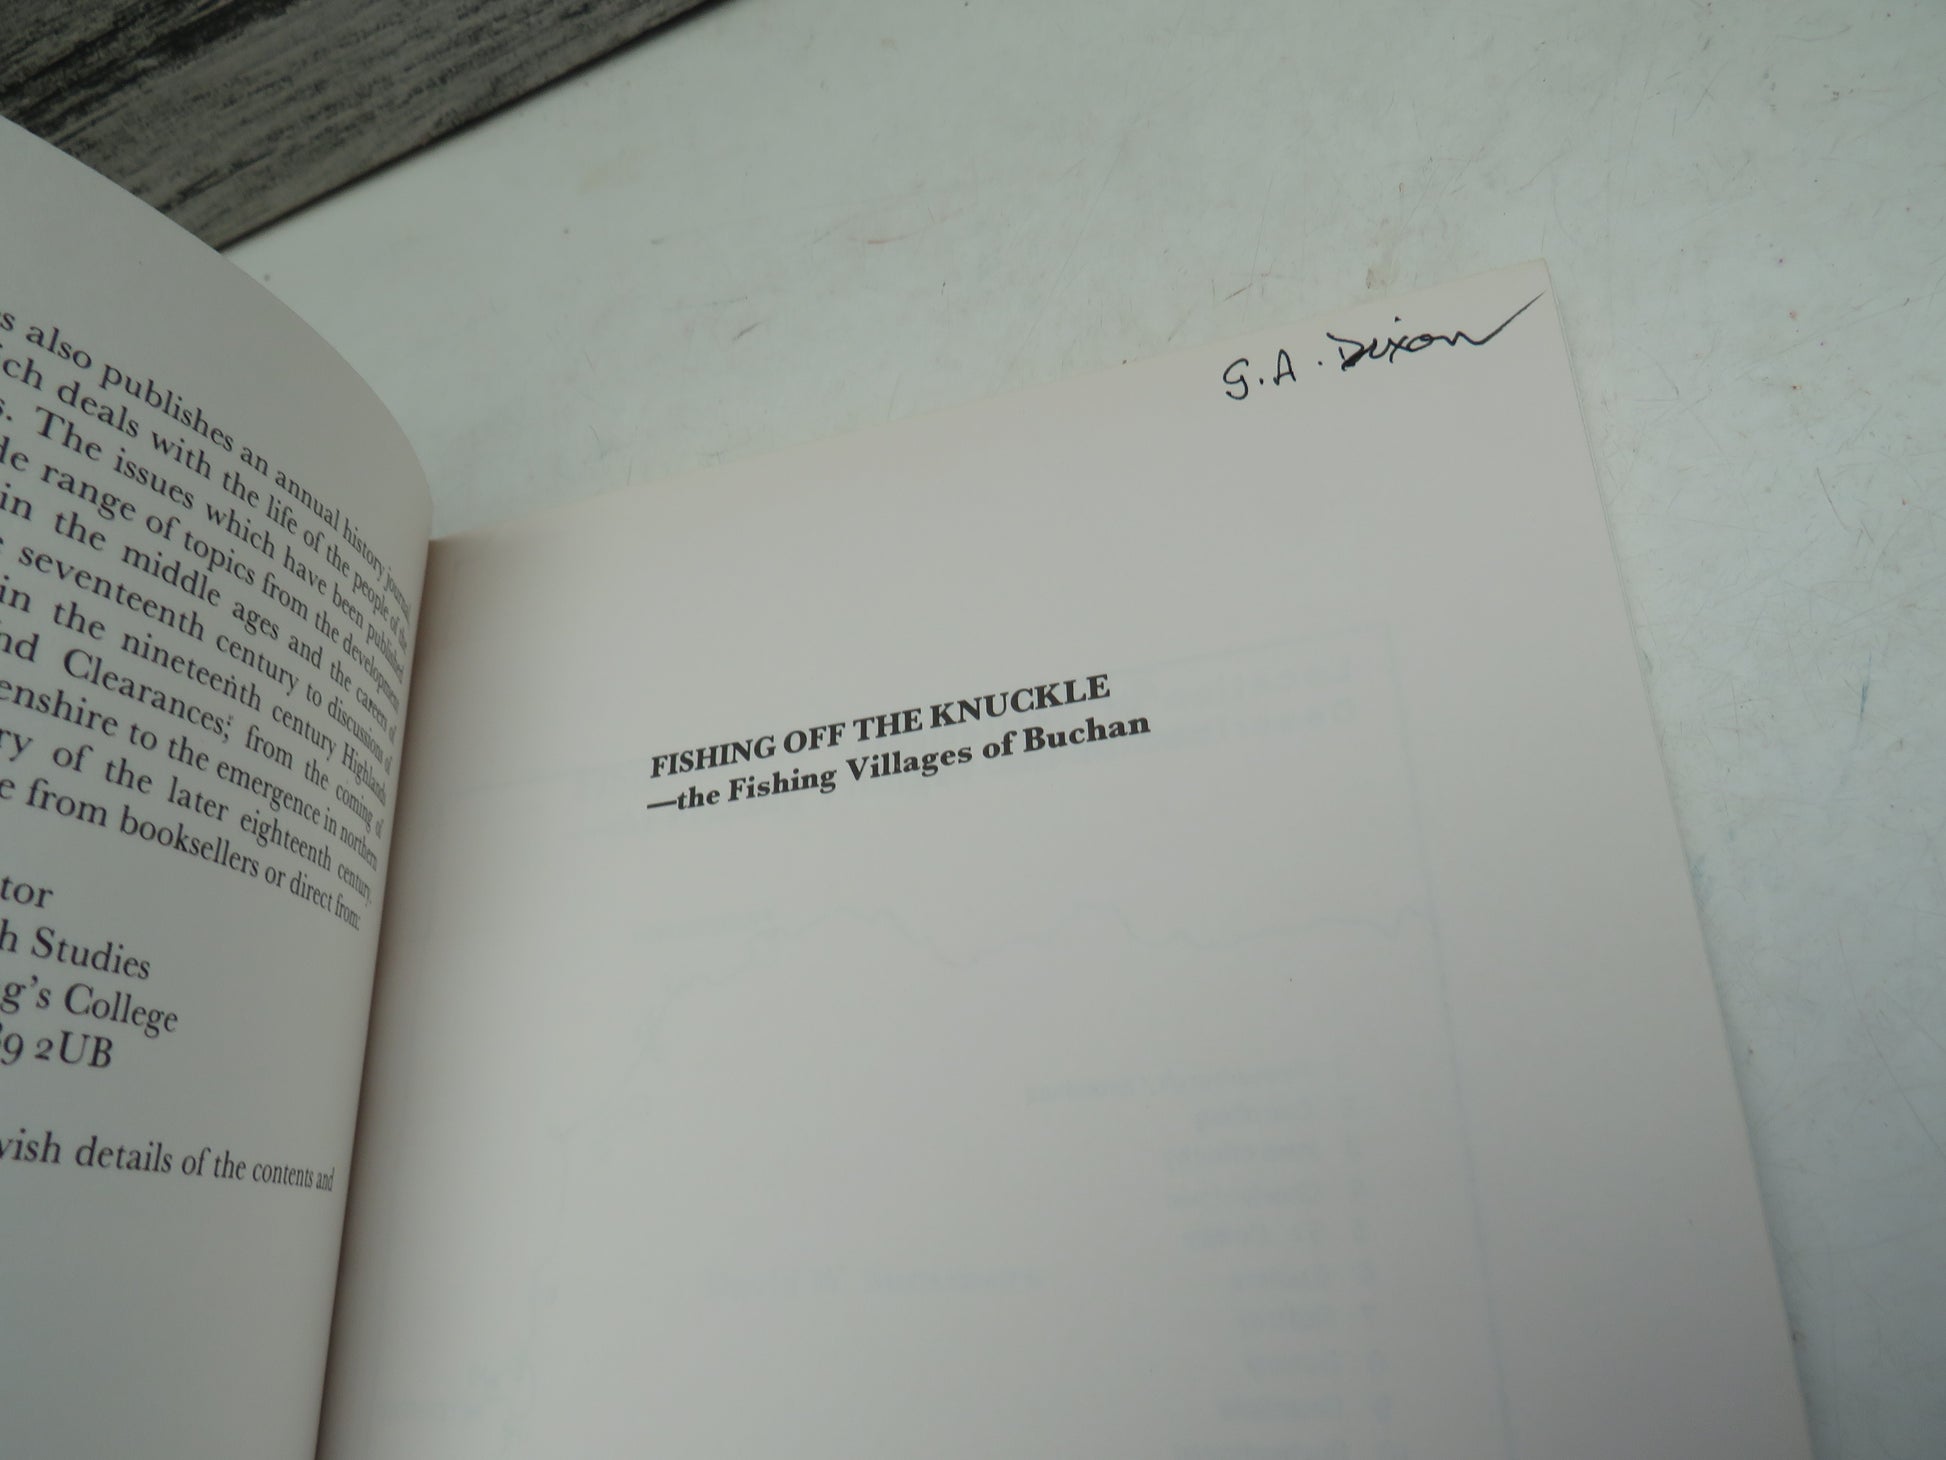 s also publishes an annual history journal
ich deals with the life of the people of the
s. The issues which have been published
de range of topics from the development
in the middle ages and the careers of
seventeenth century to discussions of
in the nineteenth century Highlands
nd Clearances; from the coming of
enshire to the emergence in northern
ry of the later eighteenth century.
e from booksellers or direct from:
tor
h Studies
g's College
9 2UB
wish details of the contents and
G. A. Dixon
FISHING OFF THE KNUCKLE
—the Fishing Villages of Buchan